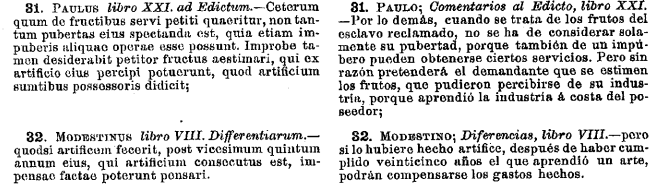 31. PAULUS libro XXI. ad Edictum.—Ceterum
quum de fructibus servi petiti quaeritur, non tan-
tum pubertas eius spectanda est, quia etiam im-
puberis aliquae operae esse possunt. Improbe ta-
men desiderabit petitor fructus aestimari, qui ex
artificio eius percipi potuerunt, quod artificium
sumtibus possessoris didicit;
32. MODESTINUS libro VIII. Differentiarum.—
quodsi artificem fecerit, post vicesimum quintum
annum eius, qui artificium consecutus est, im-
pensae factae poterunt pensari.
31. PAULO; Comentarios al Edicto, libro XXI.
—Por lo demás, cuando se trata de los frutos del
esclavo reclamado, no se ha de considerar sola-
mente su pubertad, porque también de un impú-
bero pueden obtenerse ciertos servicios. Pero sin
razón pretenderá el demandante que se estimen
los frutos, que pudieron percibirse de su indus-
tria, porque aprendió la industria á costa del po-
seedor;
32. MODESTINO; Diferencias, libro VIII.—pero
si lo hubiere hecho artífice, después de haber cum-
plido veinticinco años el que aprendió un arte,
podrán compensarse los gastos hechos.